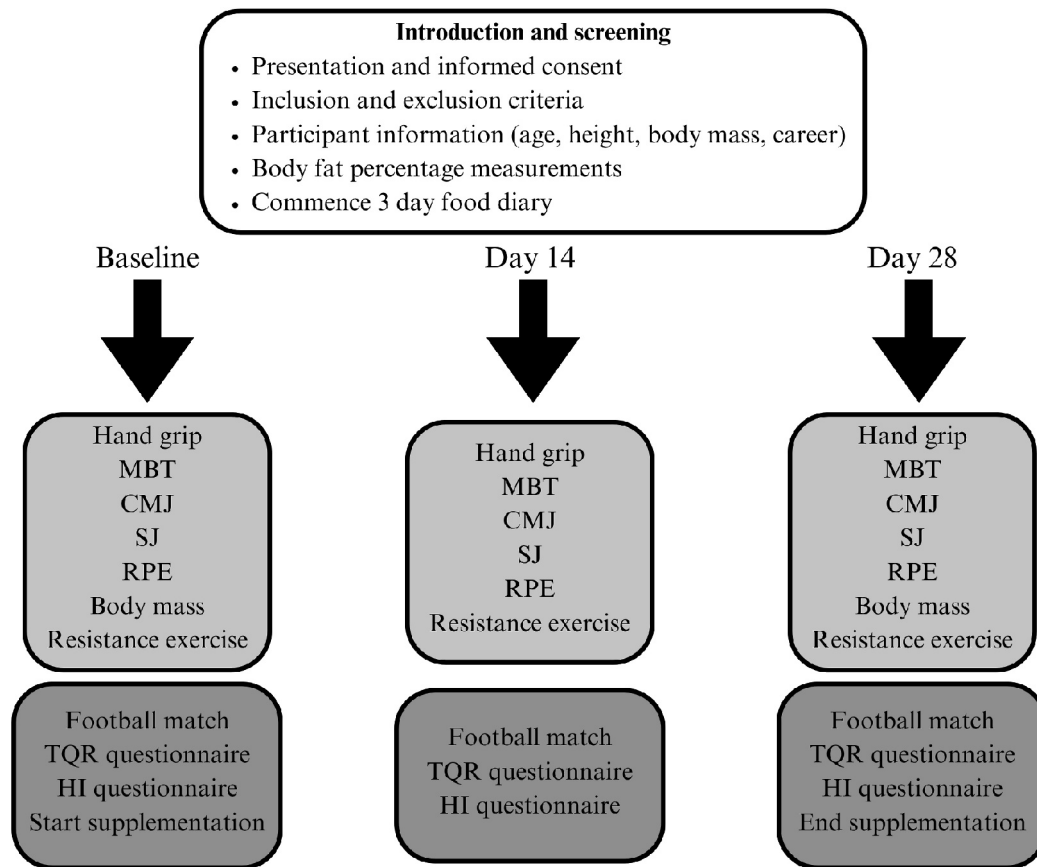 Introduction and screening
• Presentation and informed consent
• Inclusion and exclusion criteria
• Participant information (age, height, body mass, career)
• Body fat percentage measurements
• Commence 3 day food diary
Baseline
Hand grip
MBT
CMJ
SJ
RPE
Body mass
Resistance exercise
Football match
TQR questionnaire
HI questionnaire
Start supplementation
Day 14
Hand grip
MBT
CMJ
SJ
RPE
Resistance exercise
Football match
TQR questionnaire
HI questionnaire
Day 28
Hand grip
MBT
CMJ
SJ
RPE
Body mass
Resistance exercise
Football match
TQR questionnaire
HI questionnaire
End supplementation